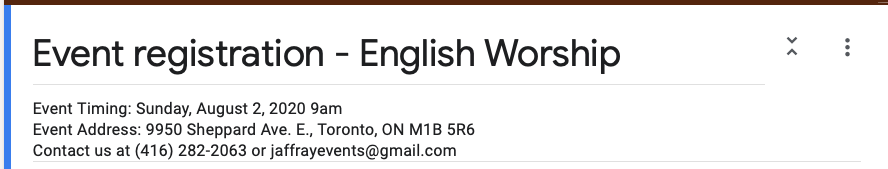 Event registration - English Worship
Event Timing: Sunday, August 2, 2020 9am
Event Address: 9950 Sheppard Ave. E., Toronto, ON M1B 5R6
Contact us at (416) 282-2063 or jaffrayevents@gmail.com